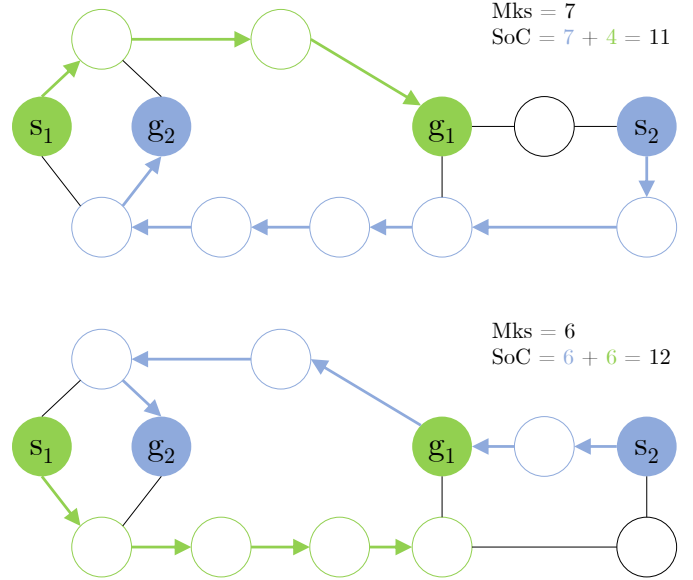 Mks = 7
SoC = 7 + 4 = 11
s1
g2
g1
s2
Mks = 6
SoC = 6 + 6 = 12
s1
g2
g1
s2